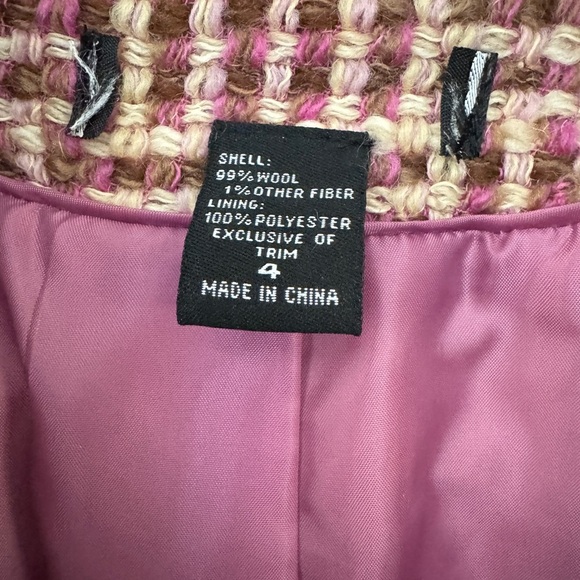 SHELL:
99% WOOL
1% OTHER FIBER
LINING:
100% POLYESTER
EXCLUSIVE OF
TRIM
4
MADE IN CHINA